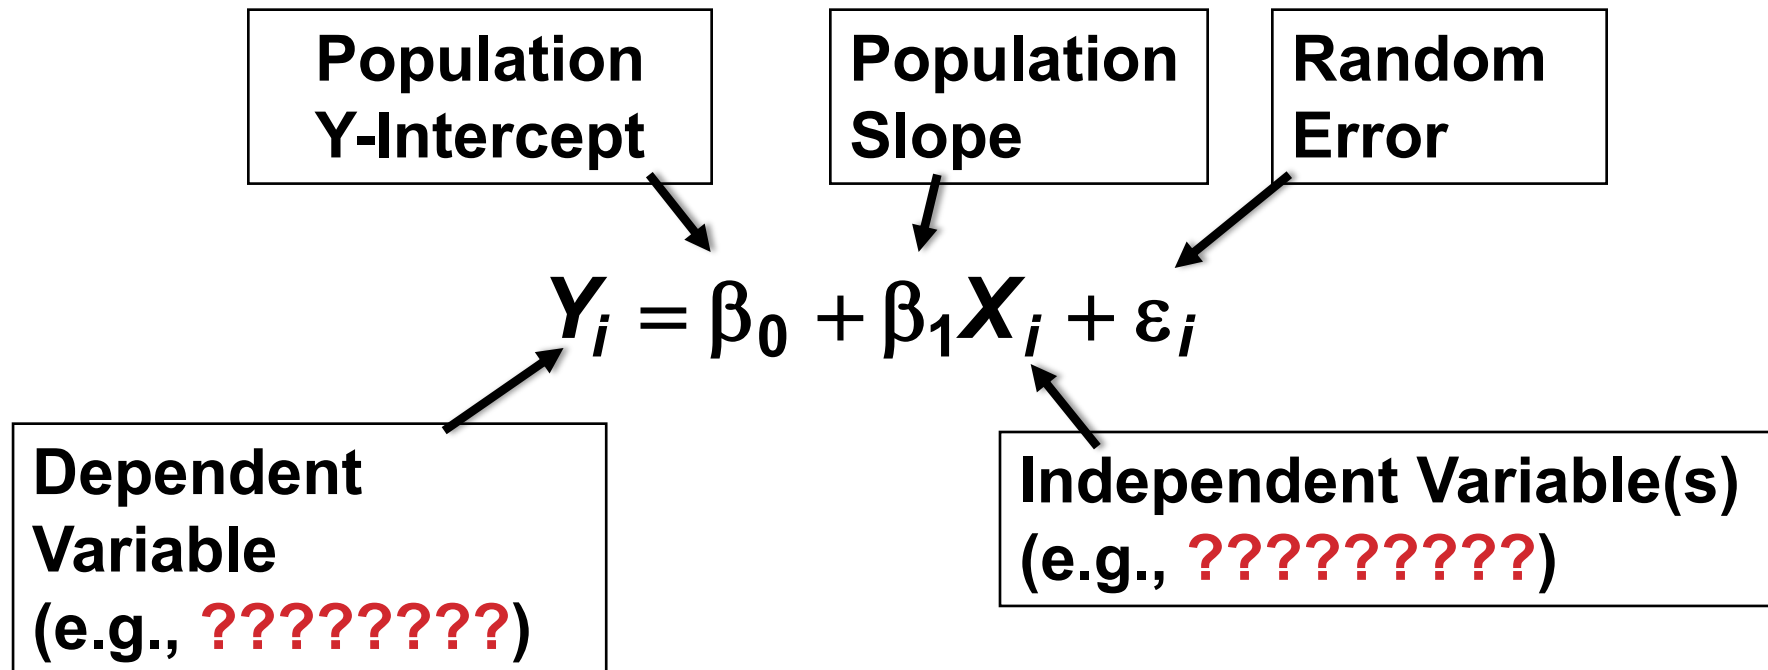 Population
Y-Intercept
Population
Slope
Random
Error
Yᵢ = β₀ + β₁Xᵢ + εᵢ
Dependent
Variable
(e.g., ????????)
Independent Variable(s)
(e.g., ?????????)